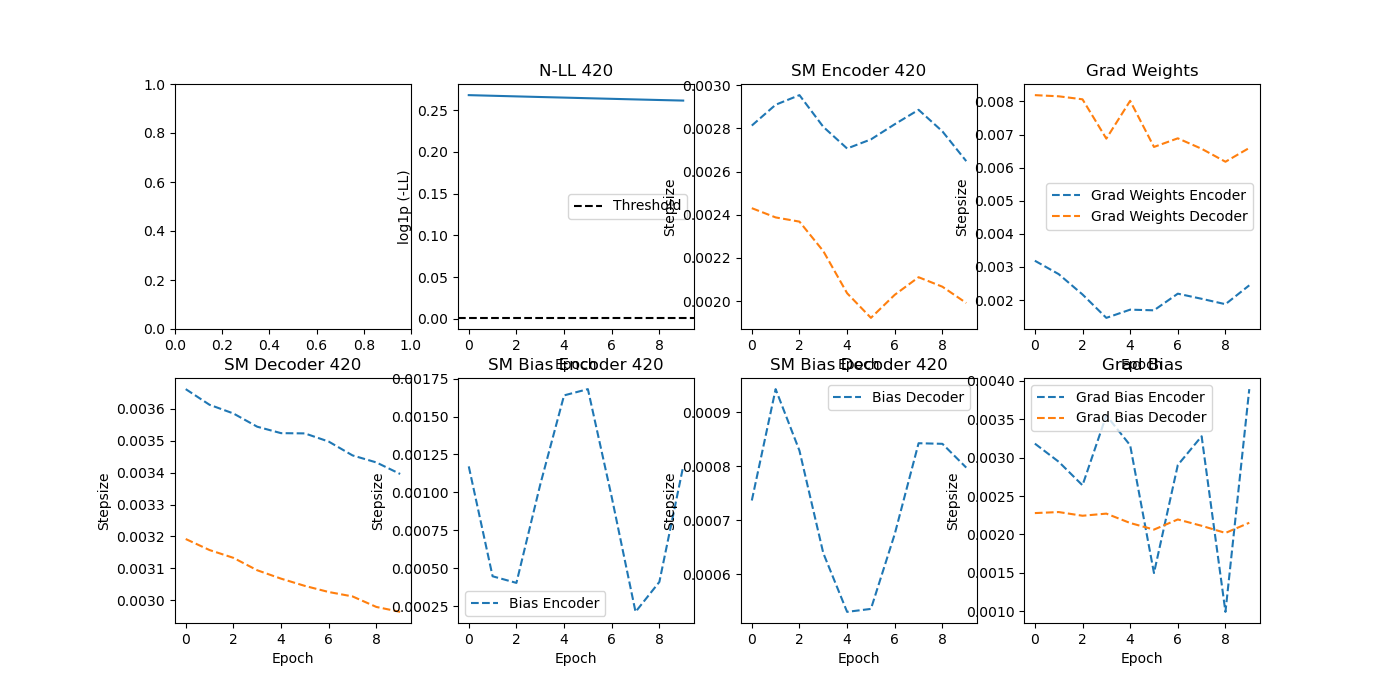 N-LL 420
SM Encoder 420
Grad Weights
1.0
0.8
0.6
0.4
0.2
0.0
0.0 0.2 0.4 0.6 0.8 1.0
log1p (-LL)
0.25
0.20
0.15
0.10
0.05
0.00
Threshold
0 2 4 6 8
Epoch
Stepsize
0.0030
0.0028
0.0026
0.0024
0.0022
0.0020
0 2 4 6 8
Epoch
Stepsize
0.008
0.007
0.006
0.005
0.004
0.003
0.002
Grad Weights Encoder
Grad Weights Decoder
0 2 4 6 8
Epoch
SM Decoder 420
SM Bias Encoder 420
SM Bias Decoder 420
Grad Bias
Stepsize
0.0036
0.0035
0.0034
0.0033
0.0032
0.0031
0.0030
0 2 4 6 8
Epoch
Stepsize
0.00175
0.00150
0.00125
0.00100
0.00075
0.00050
0.00025
Bias Encoder
0 2 4 6 8
Epoch
Stepsize
0.0009
0.0008
0.0007
0.0006
Bias Decoder
0 2 4 6 8
Epoch
Stepsize
0.0040
0.0035
0.0030
0.0025
0.0020
0.0015
0.0010
Grad Bias Encoder
Grad Bias Decoder
0 2 4 6 8
Epoch